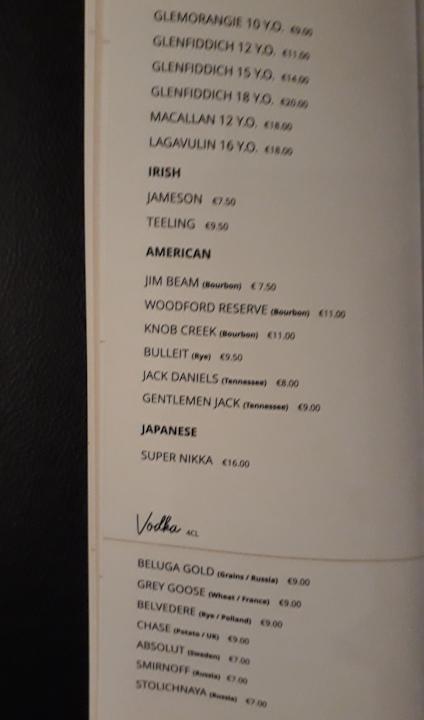 GLEMORANGIE 10 Y.O. €9.00
GLENFIDDICH 12 Y.O. €11.00
GLENFIDDICH 15 Y.O. €14.00
GLENFIDDICH 18 Y.O. €20.00
MACALLAN 12 Y.O. €18.00
LAGAVULIN 16 Y.O. €18.00
IRISH
JAMESON €7.50
TEELING €9.50
AMERICAN
JIM BEAM (Bourbon) € 7.50
WOODFORD RESERVE (Bourbon) €11.00
KNOB CREEK (Bourbon) €11.00
BULLEIT (Rye) €9.50
JACK DANIELS (Tennessee) €8.00
GENTLEMEN JACK (Tennessee) €9.00
JAPANESE
SUPER NIKKA €16.00
Vodka 4CL
BELUGA GOLD (Grains / Russia) €9.00
GREY GOOSE (Wheat / France) €9.00
BELVEDERE (Rye / Polland) €9.00
CHASE (Potato / UK) €9.00
ABSOLUT (Sweden) €7.00
SMIRNOFF (Russia) €7.00
STOLICHNAYA (Russia) €7.00